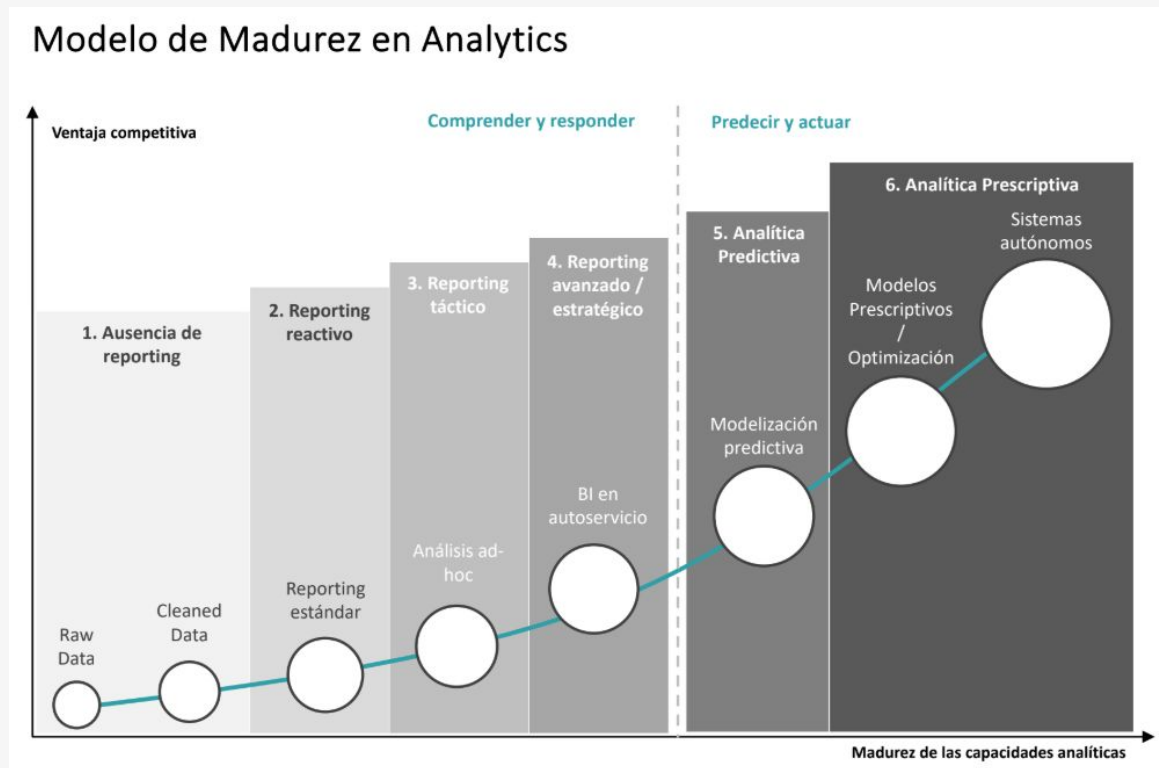 Modelo de Madurez en Analytics
Ventaja competitiva
Comprender y responder
Predecir y actuar
1. Ausencia de
reporting
2. Reporting
reactivo
3. Reporting
táctico
4. Reporting
avanzado /
estratégico
5. Analítica
Predictiva
6. Analítica Prescriptiva
Raw
Data
Cleaned
Data
Reporting
estándar
Análisis ad-
hoc
BI en
autoservicio
Modelización
predictiva
Modelos
Prescriptivos
/
Optimización
Sistemas
autónomos
Madurez de las capacidades analíticas